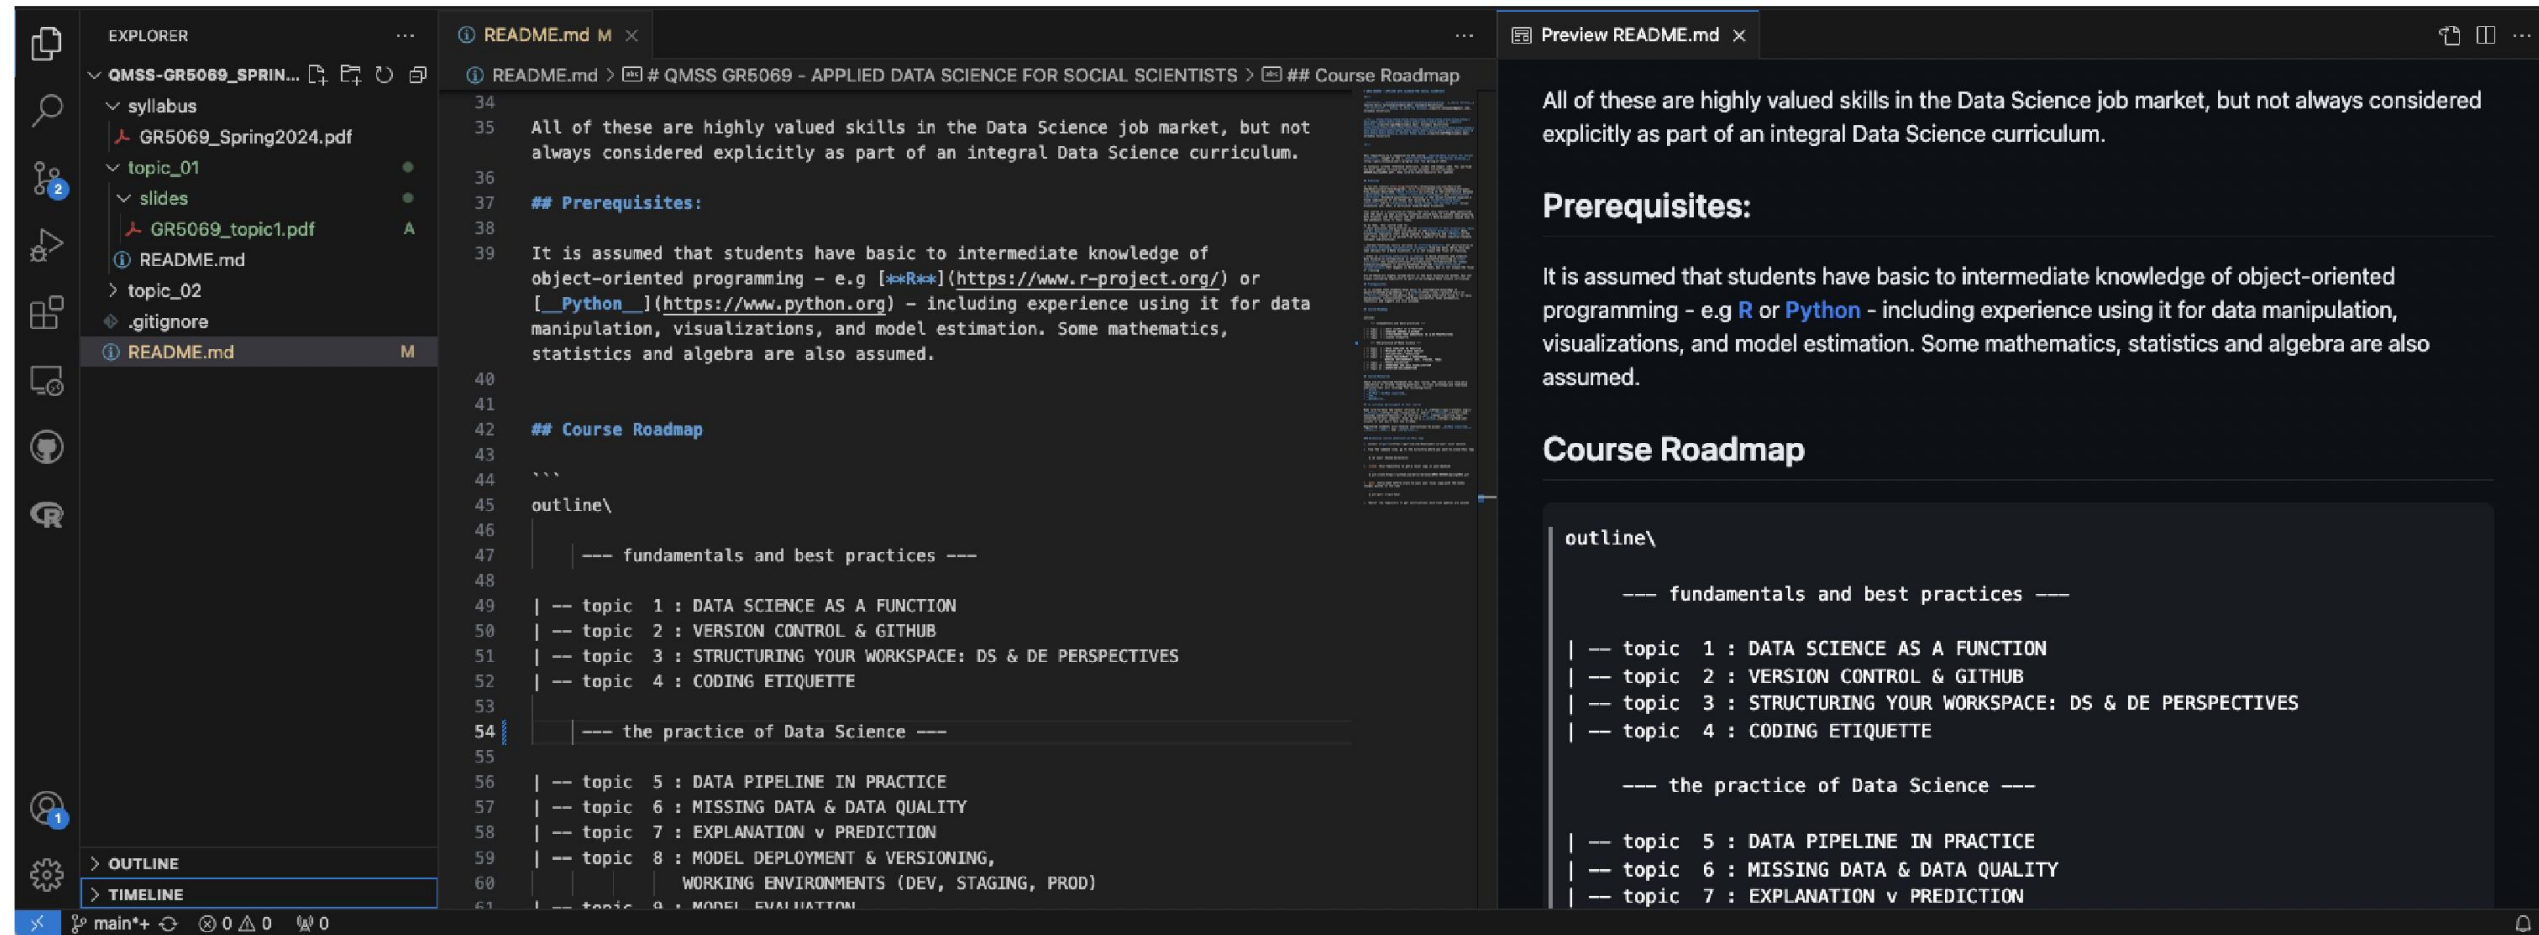 EXPLORER
QMSS-GR5069_SPRIN...
syllabus
GR5069_Spring2024.pdf
topic_01
slides
GR5069_topic1.pdf A
README.md
topic_02
.gitignore
README.md M
OUTLINE
TIMELINE
2
1
README.md M
README.md > # QMSS GR5069 - APPLIED DATA SCIENCE FOR SOCIAL SCIENTISTS > ## Course Roadmap
34
35 All of these are highly valued skills in the Data Science job market, but not
always considered explicitly as part of an integral Data Science curriculum.
36
37 ## Prerequisites:
38
39 It is assumed that students have basic to intermediate knowledge of
object-oriented programming - e.g [**R**](https://www.r-project.org/) or
[__Python__](https://www.python.org) - including experience using it for data
manipulation, visualizations, and model estimation. Some mathematics,
statistics and algebra are also assumed.
40
41
42 ## Course Roadmap
43
44 ```
45 outline\
46
47 --- fundamentals and best practices ---
48
49 | -- topic 1 : DATA SCIENCE AS A FUNCTION
50 | -- topic 2 : VERSION CONTROL & GITHUB
51 | -- topic 3 : STRUCTURING YOUR WORKSPACE: DS & DE PERSPECTIVES
52 | -- topic 4 : CODING ETIQUETTE
53
54 --- the practice of Data Science ---
55
56 | -- topic 5 : DATA PIPELINE IN PRACTICE
57 | -- topic 6 : MISSING DATA & DATA QUALITY
58 | -- topic 7 : EXPLANATION v PREDICTION
59 | -- topic 8 : MODEL DEPLOYMENT & VERSIONING,
60 WORKING ENVIRONMENTS (DEV, STAGING, PROD)
61 | -- topic 9 : MODEL EVALUATION
Preview README.md
All of these are highly valued skills in the Data Science job market, but not always considered
explicitly as part of an integral Data Science curriculum.
Prerequisites:
It is assumed that students have basic to intermediate knowledge of object-oriented
programming - e.g R or Python - including experience using it for data manipulation,
visualizations, and model estimation. Some mathematics, statistics and algebra are also
assumed.
Course Roadmap
outline\
--- fundamentals and best practices ---
| -- topic 1 : DATA SCIENCE AS A FUNCTION
| -- topic 2 : VERSION CONTROL & GITHUB
| -- topic 3 : STRUCTURING YOUR WORKSPACE: DS & DE PERSPECTIVES
| -- topic 4 : CODING ETIQUETTE
--- the practice of Data Science ---
| -- topic 5 : DATA PIPELINE IN PRACTICE
| -- topic 6 : MISSING DATA & DATA QUALITY
| -- topic 7 : EXPLANATION v PREDICTION
main*+ 0 0 0